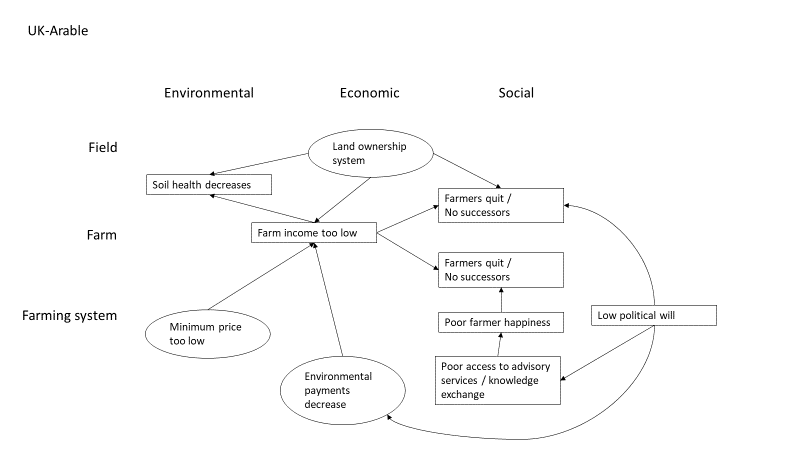 UK-Arable
Environmental
Economic
Social
Field
Land ownership
system
Soil health decreases
Farmers quit /
No successors
Farm
Farm income too low
Farmers quit /
No successors
Farming system
Minimum price
too low
Poor farmer happiness
Low political will
Environmental
payments
decrease
Poor access to advisory
services / knowledge
exchange